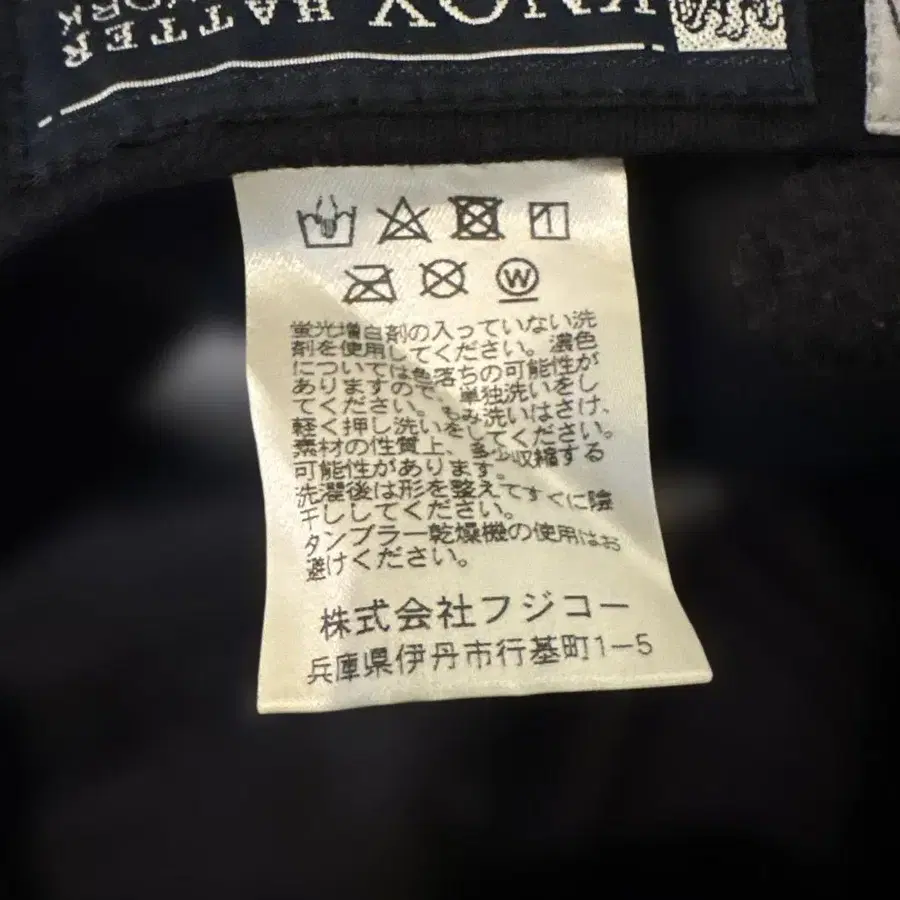 KNOX HATTER
YORK
W
蛍光増白剤の入っていない洗
剤を使用してください。濃色
については色落ちの可能性が
ありますので、単独洗いをし
てください。もみ洗いはさけ、
軽く押し洗いをしてください。
素材の性質上、多少収縮する
可能性があります。
洗濯後は形を整えてすぐに陰
干ししてください。
タンブラー乾燥機の使用はお
避けください。
株式会社フジコー
兵庫県伊丹市行基町1-5